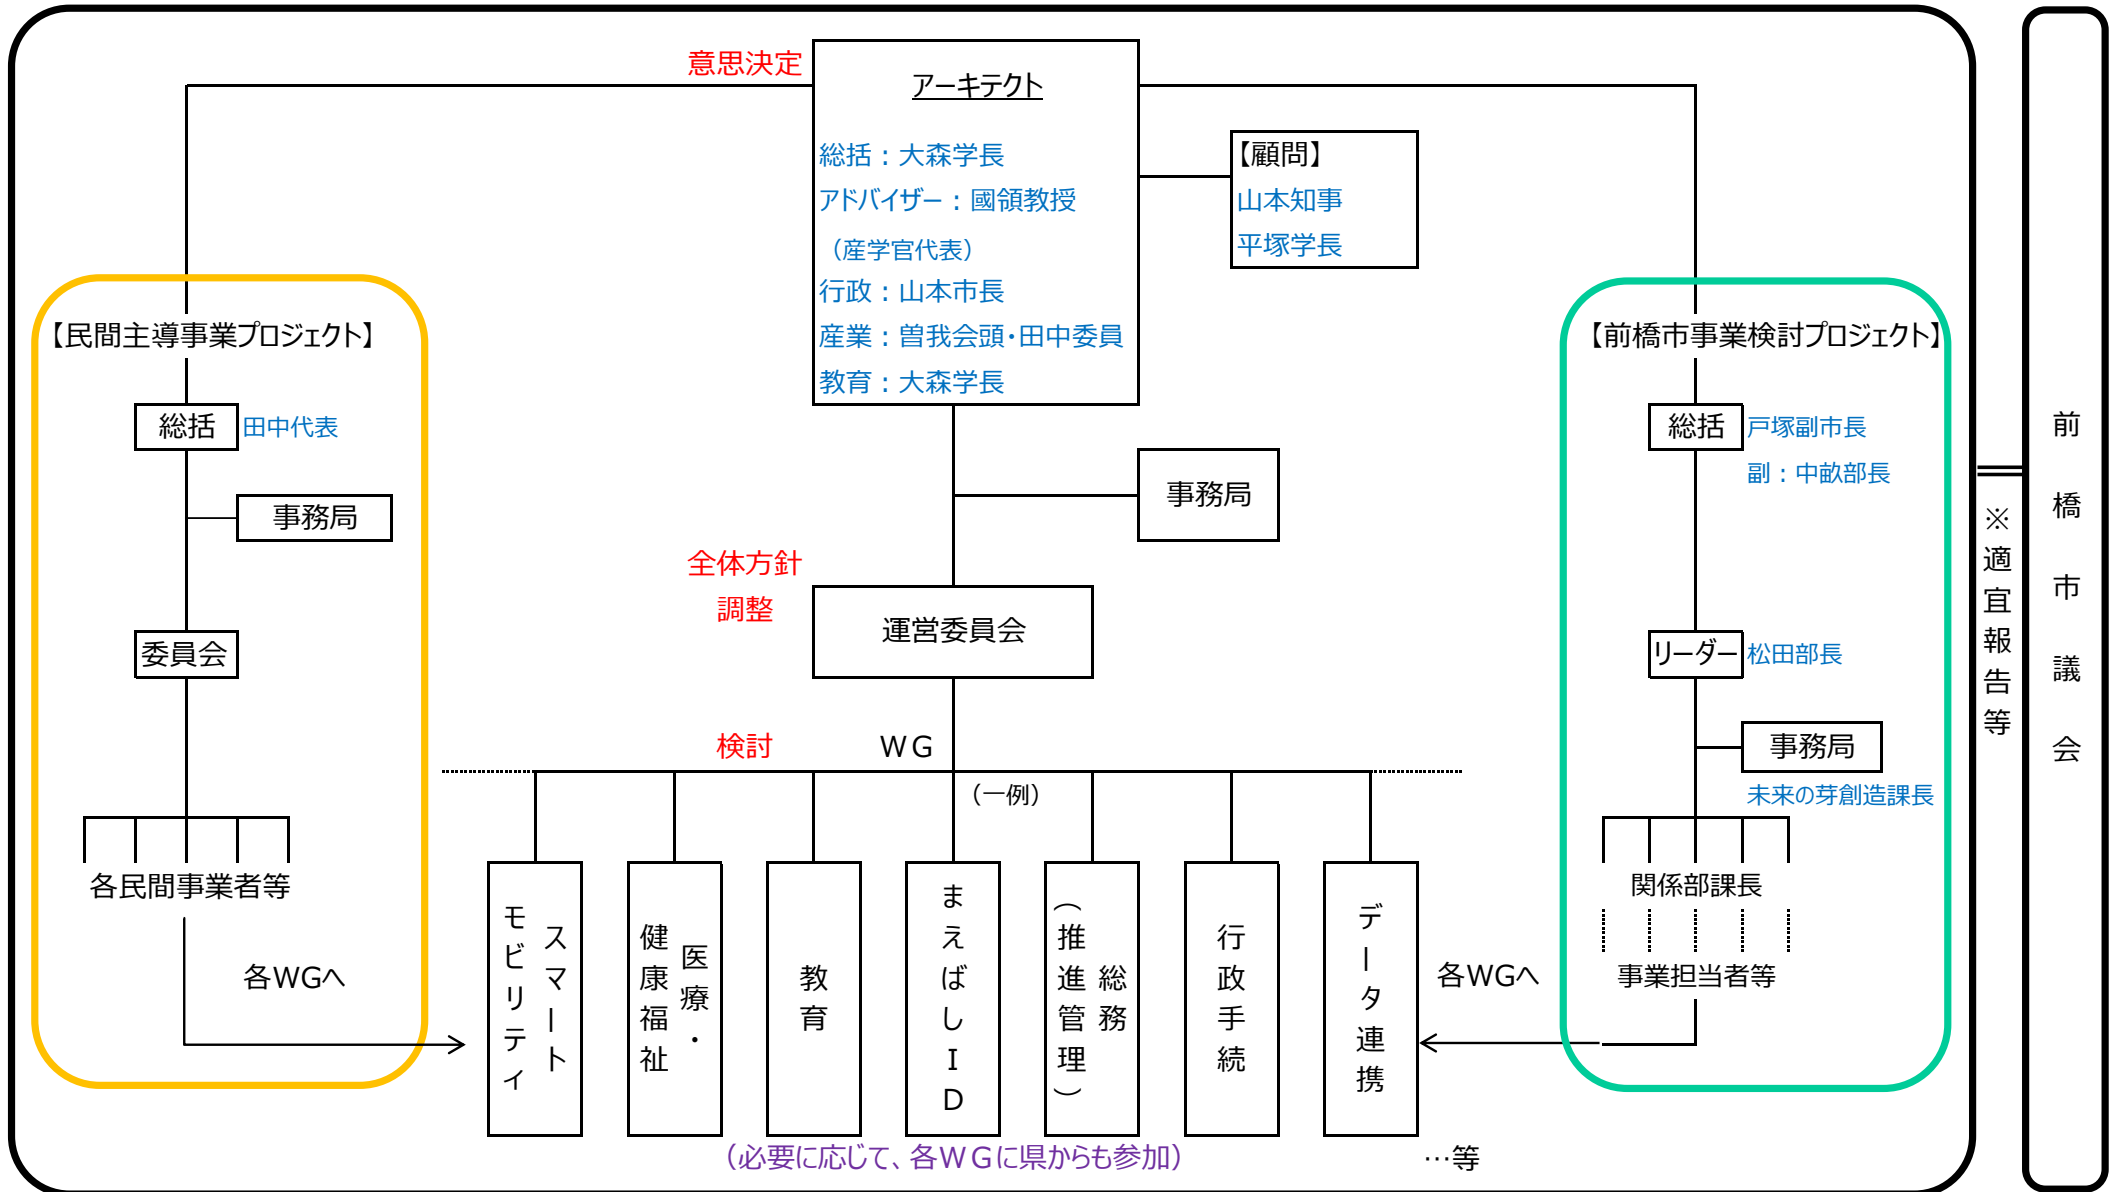 意思決定
アーキテクト
総括：大森学長
アドバイザー：國領教授
（産学官代表）
行政：山本市長
産業：曽我会頭・田中委員
教育：大森学長
【顧問】
山本知事
平塚学長
【民間主導事業プロジェクト】
総括
田中代表
事務局
委員会
各民間事業者等
各WGへ
事務局
全体方針
調整
運営委員会
検討
ＷＧ
（一例）
スマート
モビリティ
医療・
健康福祉
教育
まえばしＩＤ
総務
（推進管理）
行政手続
データ連携
（必要に応じて、各ＷＧに県からも参加）
…等
【前橋市事業検討プロジェクト】
総括
戸塚副市長
副：中畝部長
リーダー
松田部長
事務局
未来の芽創造課長
関係部課長
事業担当者等
各WGへ
※適宜報告等
前橋市議会